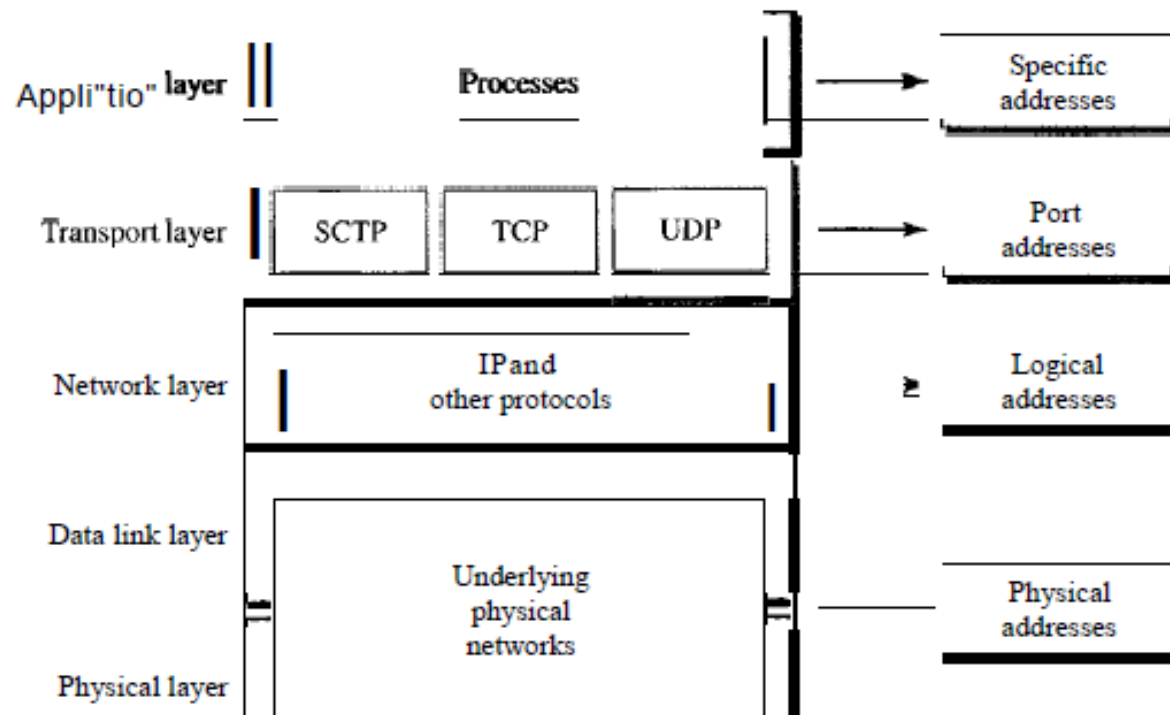 Appli"tio" layer
Processes
Specific
addresses
Transport layer
SCTP
TCP
UDP
Port
addresses
Network layer
IPand
other protocols
Logical
addresses
Data link layer
Underlying
physical
networks
Physical
addresses
Physical layer